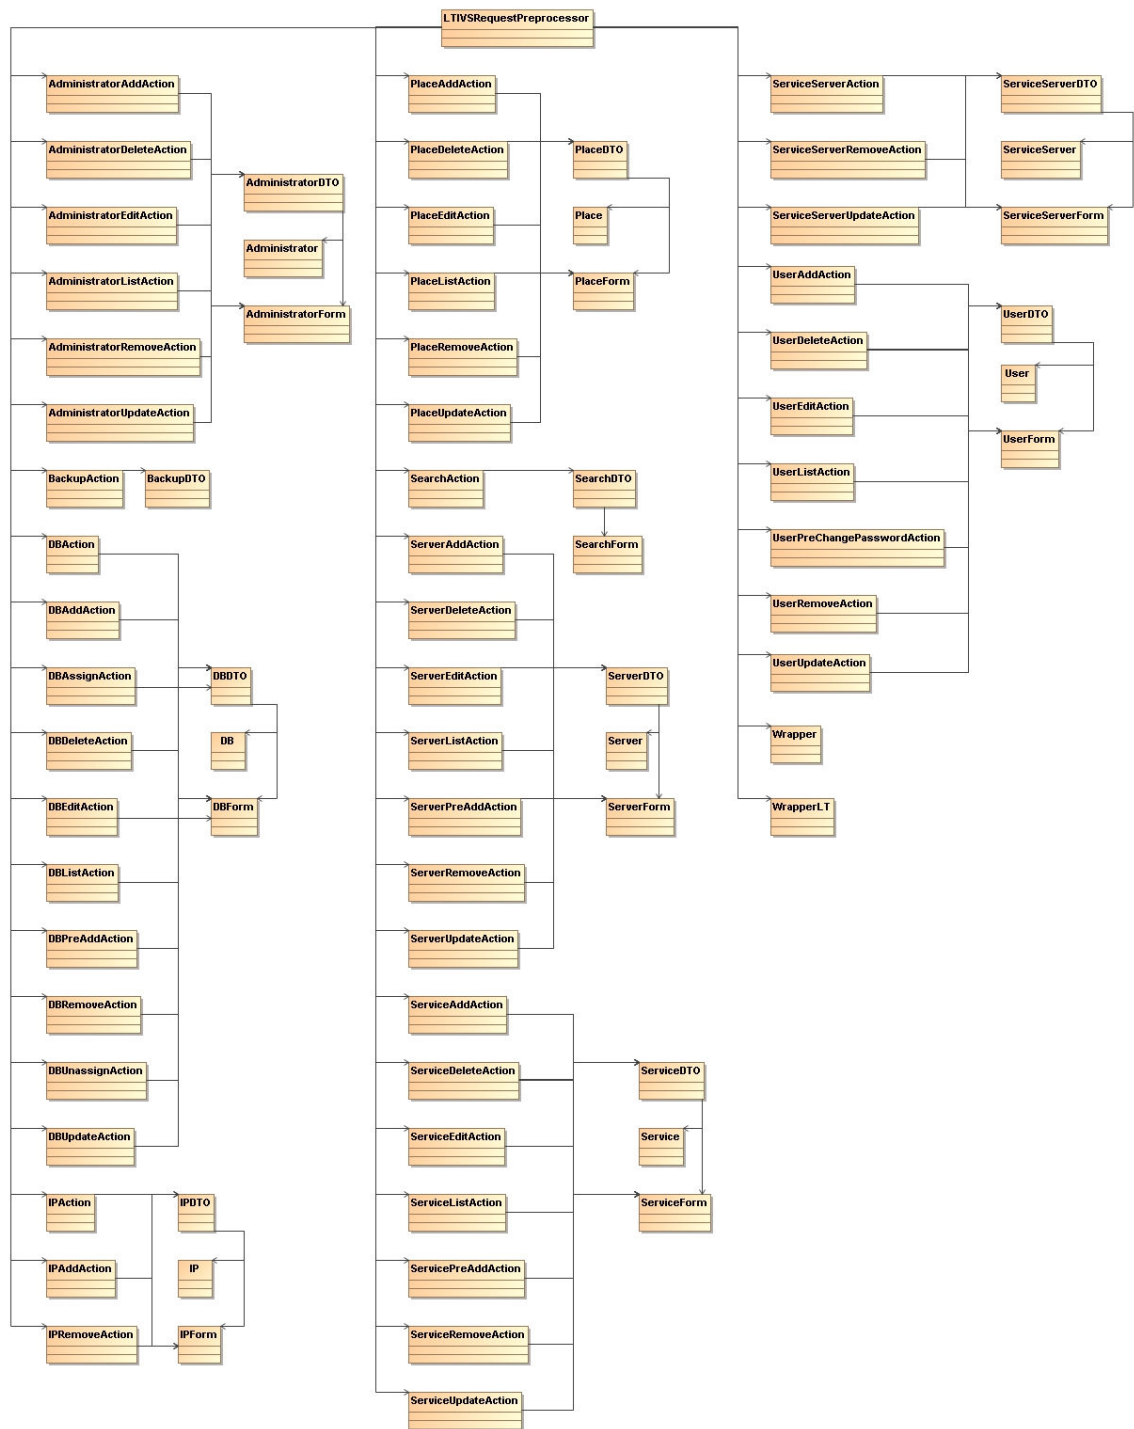 LTIVSRequestPreprocessor
AdministratorAddAction
AdministratorDeleteAction
AdministratorDTO
AdministratorEditAction
Administrator
AdministratorListAction
AdministratorForm
AdministratorRemoveAction
AdministratorUpdateAction
BackupAction
BackupDTO
DBAction
DBAddAction
DBAssignAction
DBDTO
DBDeleteAction
DB
DBEditAction
DBForm
DBListAction
DBPreAddAction
DBRemoveAction
DBUnassignAction
DBUpdateAction
IPAction
IPDTO
IPAddAction
IP
IPRemoveAction
IPForm
PlaceAddAction
PlaceDeleteAction
PlaceDTO
PlaceEditAction
Place
PlaceListAction
PlaceForm
PlaceRemoveAction
PlaceUpdateAction
SearchAction
SearchDTO
ServerAddAction
SearchForm
ServerDeleteAction
ServerEditAction
ServerDTO
ServerListAction
Server
ServerPreAddAction
ServerForm
ServerRemoveAction
ServerUpdateAction
ServiceAddAction
ServiceDeleteAction
ServiceDTO
ServiceEditAction
Service
ServiceListAction
ServiceForm
ServicePreAddAction
ServiceRemoveAction
ServiceUpdateAction
ServiceServerAction
ServiceServerDTO
ServiceServerRemoveAction
ServiceServer
ServiceServerUpdateAction
ServiceServerForm
UserAddAction
UserDTO
UserDeleteAction
User
UserEditAction
UserForm
UserListAction
UserPreChangePasswordAction
UserRemoveAction
UserUpdateAction
Wrapper
WrapperLT